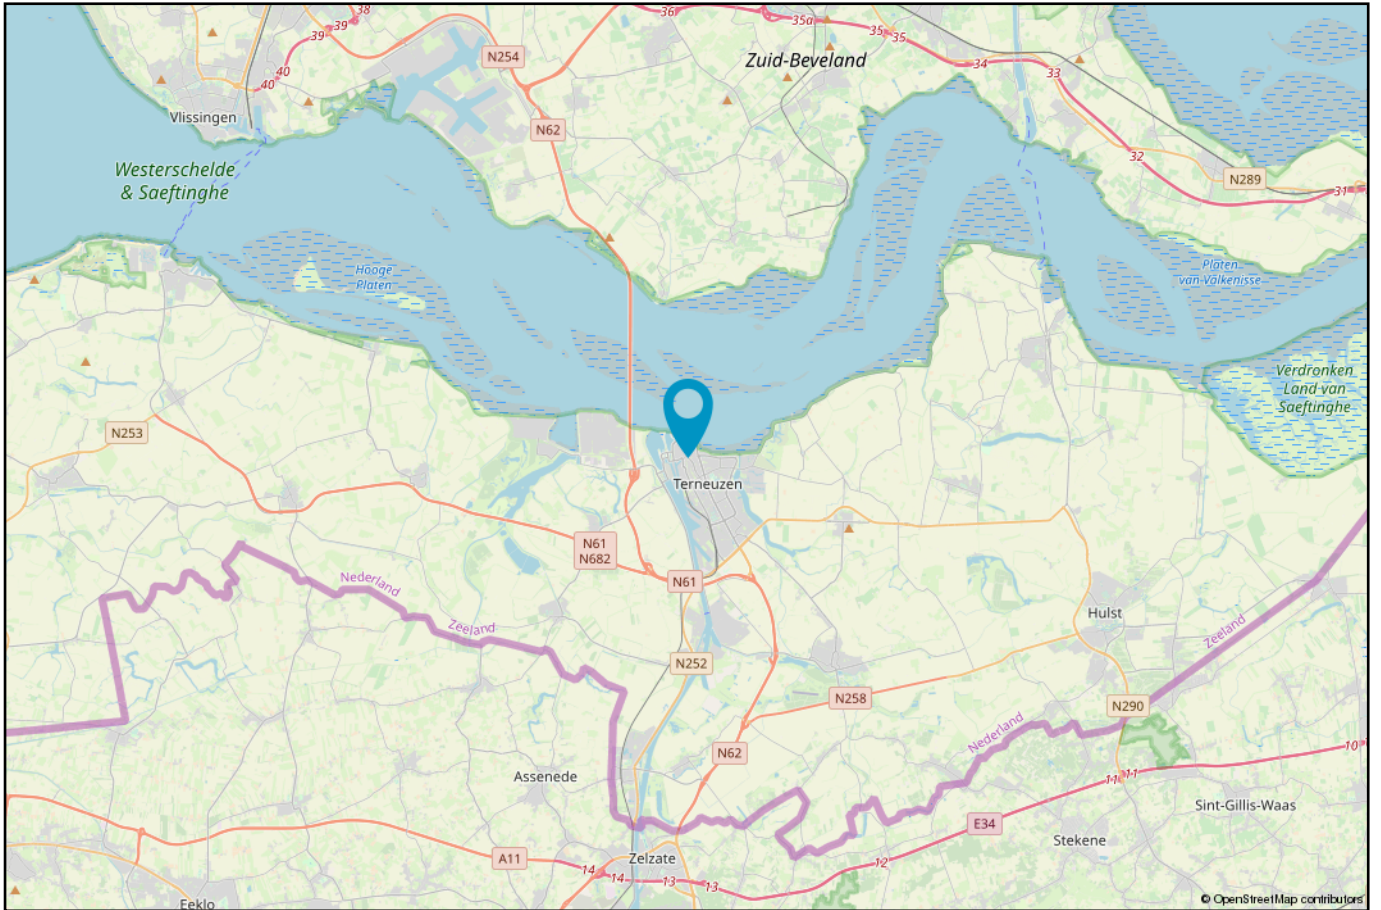 38
39
39
40
40
N254
36
35a
35
35
34
33
Zuid-Beveland
Vlissingen
N62
32
N289
31
Westerschelde
& Saeftinghe
Hooge
Platen
Platen
van Valkenisse
Verdronken
Land van
Saeftinghe
N253
Terneuzen
N61
N682
N61
Nederland
Zeeland
Hulst
Zeeland
N252
N258
N290
Nederland
N62
10
11
11
Assenede
Sint-Gillis-Waas
E34
Stekene
A11
Zelzate
12
14
14
13
13
Eeklo
© OpenStreetMap contributors